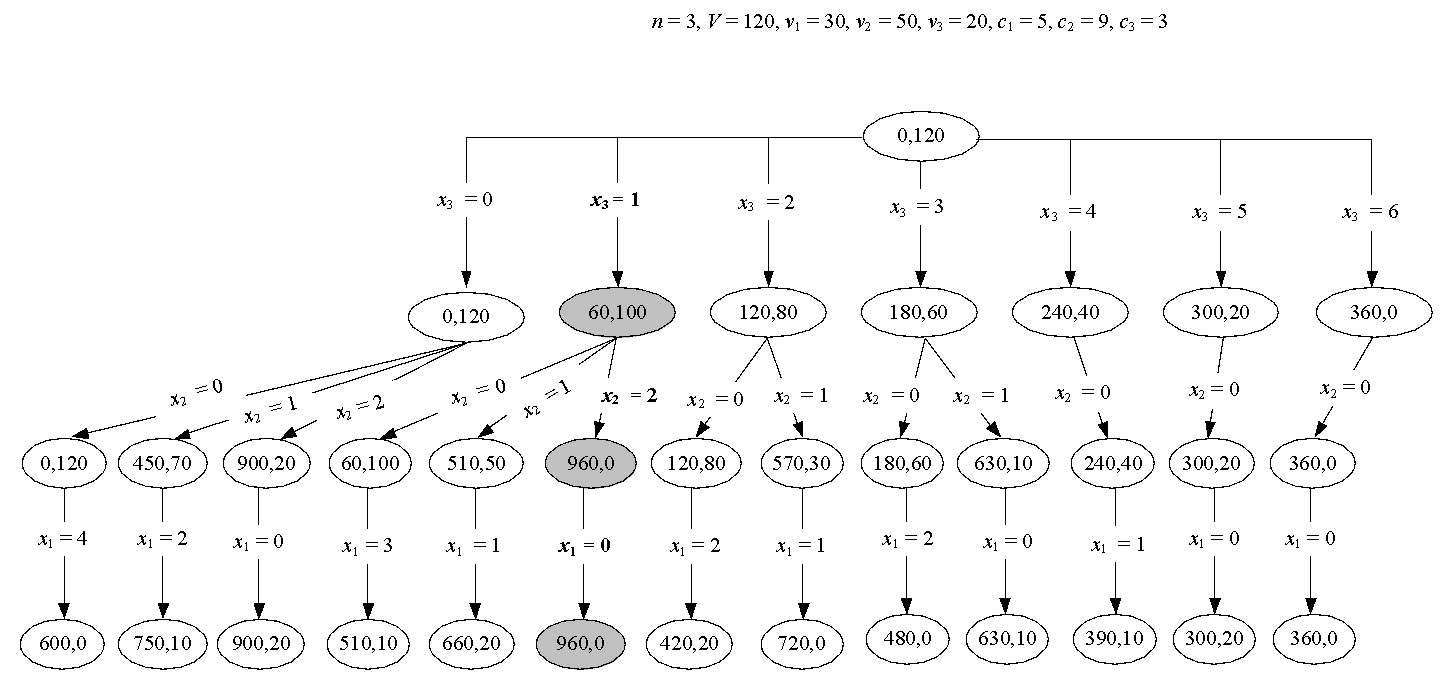 n = 3, V = 120, v₁ = 30, v₂ = 50, v₃ = 20, c₁ = 5, c₂ = 9, c₃ = 3
0,120
x₃ = 0 x₃ = 1 x₃ = 2 x₃ = 3 x₃ = 4 x₃ = 5 x₃ = 6
0,120 60,100 120,80 180,60 240,40 300,20 360,0
x₂ = 0 x₂ = 1 x₂ = 2 x₂ = 0 x₂ = 1 x₂ = 2 x₂ = 0 x₂ = 1 x₂ = 0 x₂ = 1 x₂ = 0 x₂ = 0 x₂ = 0
0,120 450,70 900,20 60,100 510,50 960,0 120,80 570,30 180,60 630,10 240,40 300,20 360,0
x₁ = 4 x₁ = 2 x₁ = 0 x₁ = 3 x₁ = 1 x₁ = 0 x₁ = 2 x₁ = 1 x₁ = 2 x₁ = 0 x₁ = 1 x₁ = 0 x₁ = 0
600,0 750,10 900,20 510,10 660,20 960,0 420,20 720,0 480,0 630,10 390,10 300,20 360,0